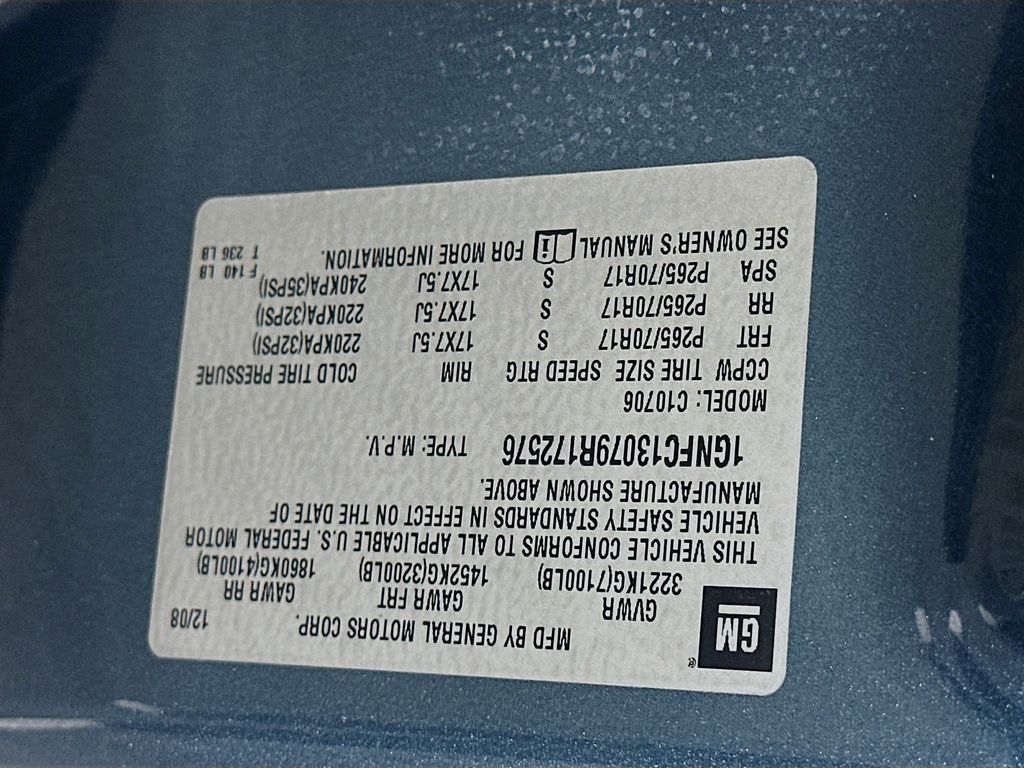 GM ®
MFD BY GENERAL MOTORS CORP. 12/08
GVWR GAWR FRT GAWR RR
3221KG(7100LB) 1452KG(3200LB) 1860KG(4100LB)
THIS VEHICLE CONFORMS TO ALL APPLICABLE U.S. FEDERAL MOTOR
VEHICLE SAFETY STANDARDS IN EFFECT ON THE DATE OF
MANUFACTURE SHOWN ABOVE.
1GNFC13079R172576 TYPE: M.P.V.
MODEL: C10706
CCPW TIRE SIZE SPEED RTG RIM COLD TIRE PRESSURE
FRT P265/70R17 S 17X7.5J 220KPA(32PSI)
RR P265/70R17 S 17X7.5J 220KPA(32PSI)
SPA P265/70R17 S 17X7.5J 240KPA(35PSI) F 140 LB
SEE OWNER'S MANUAL i FOR MORE INFORMATION. T 236 LB